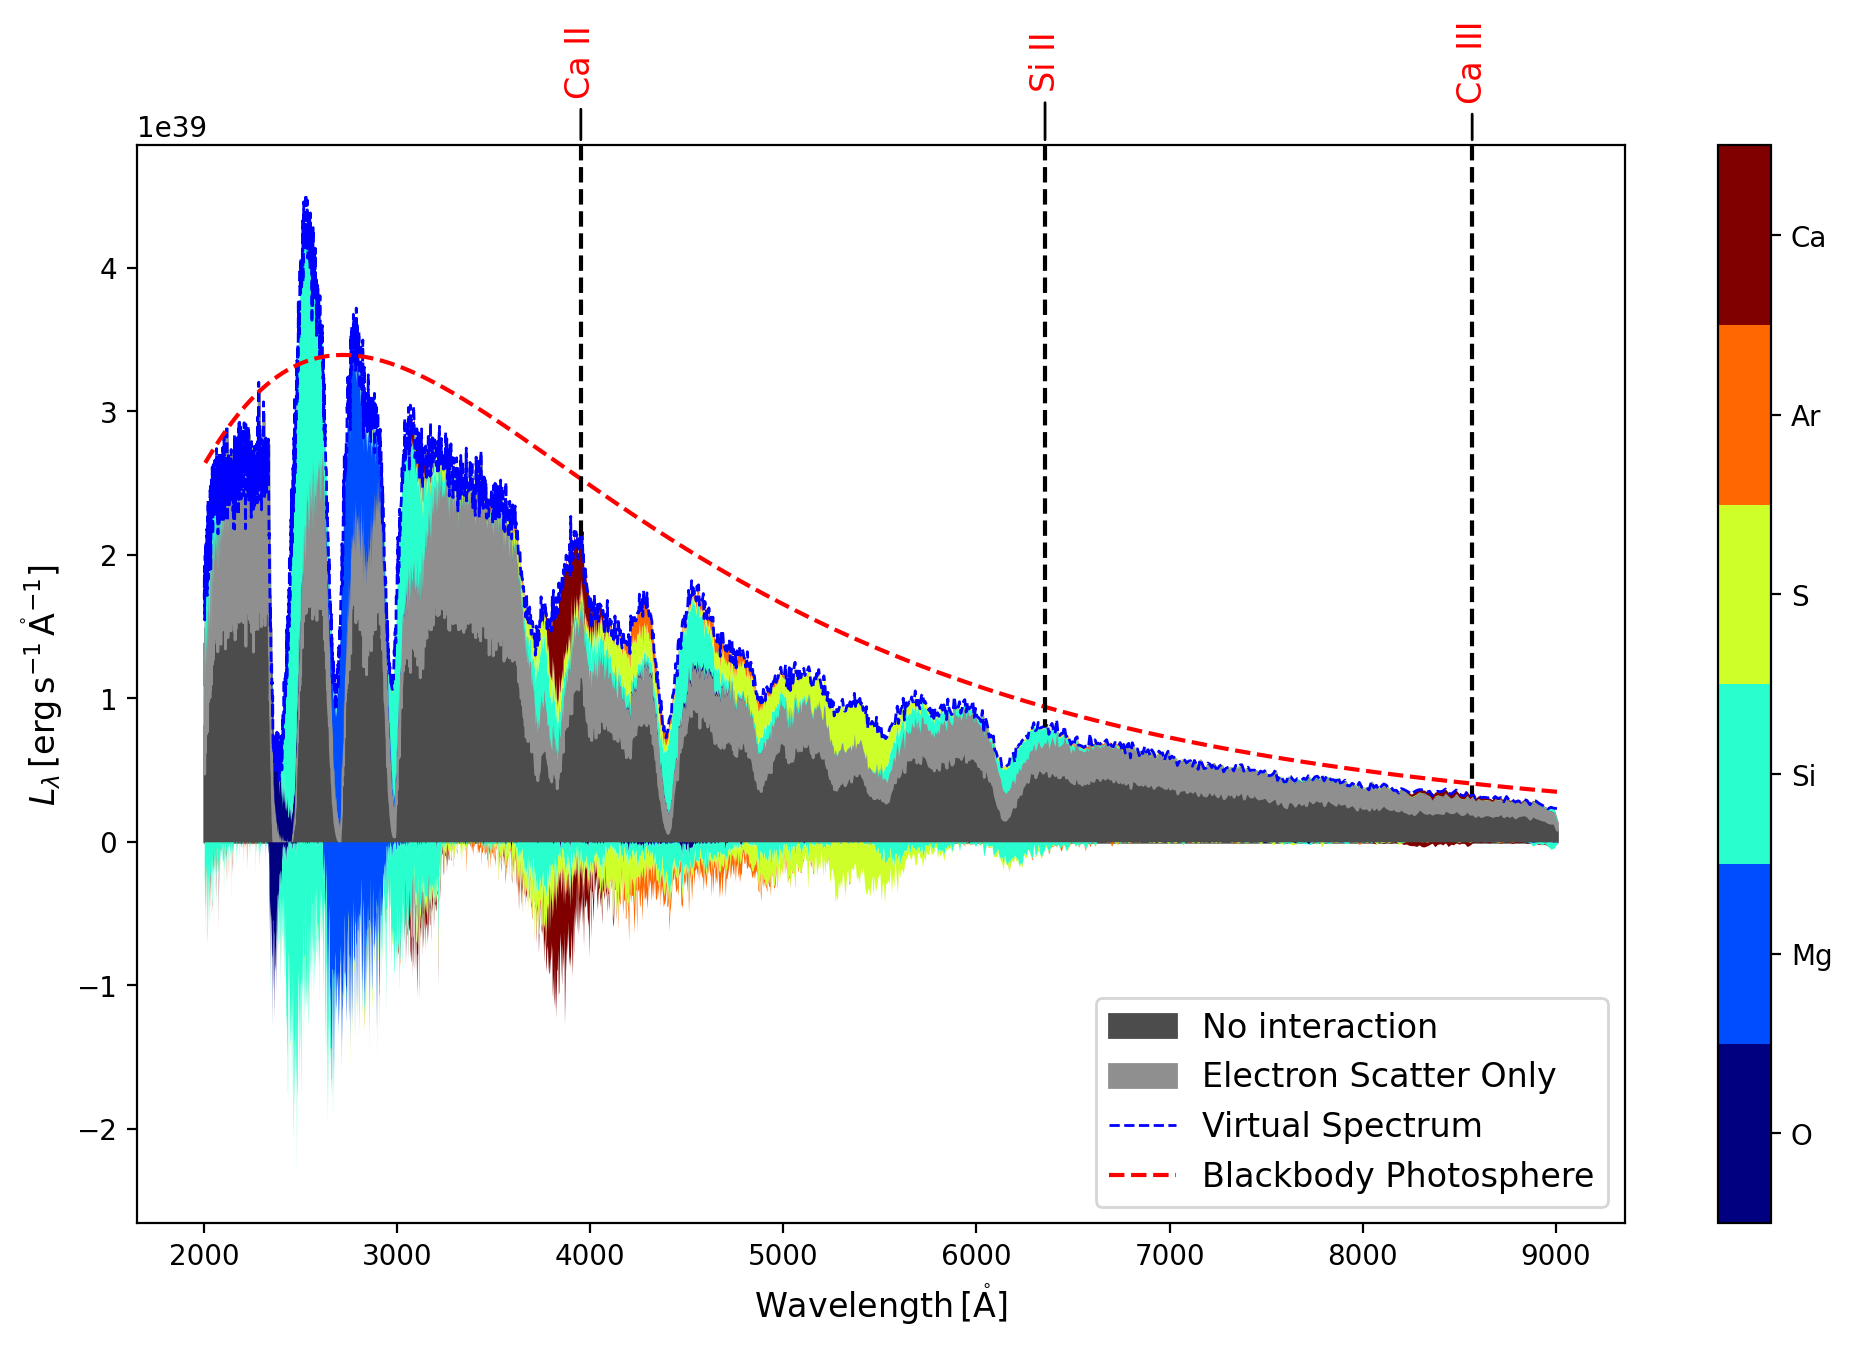 Ca II
Si II
Ca III
1e39
4
3
2
1
0
−1
−2
Lλ [erg s−1 Å−1]
2000
3000
4000
5000
6000
7000
8000
9000
Wavelength [Å]
No interaction
Electron Scatter Only
Virtual Spectrum
Blackbody Photosphere
Ca
Ar
S
Si
Mg
O